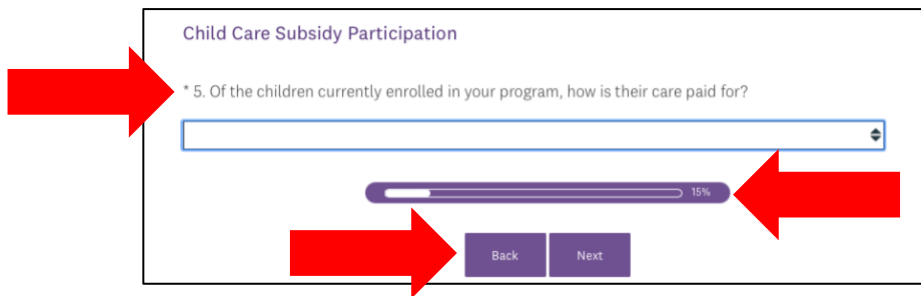 Child Care Subsidy Participation
* 5. Of the children currently enrolled in your program, how is their care paid for?
15%
Back Next